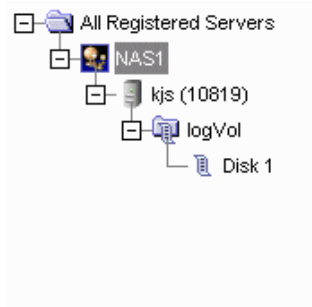 All Registered Servers
NAS1
kjs (10819)
logVol
Disk 1